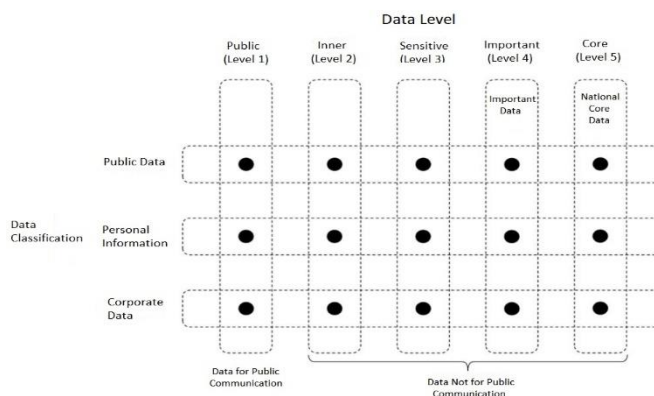 Data Level
Public Inner Sensitive Important Core
(Level 1) (Level 2) (Level 3) (Level 4) (Level 5)
Important
Data
National
Core
Data
Public Data
Data
Classification
Personal
Information
Corporate
Data
Data for Public
Communication
Data Not for Public
Communication